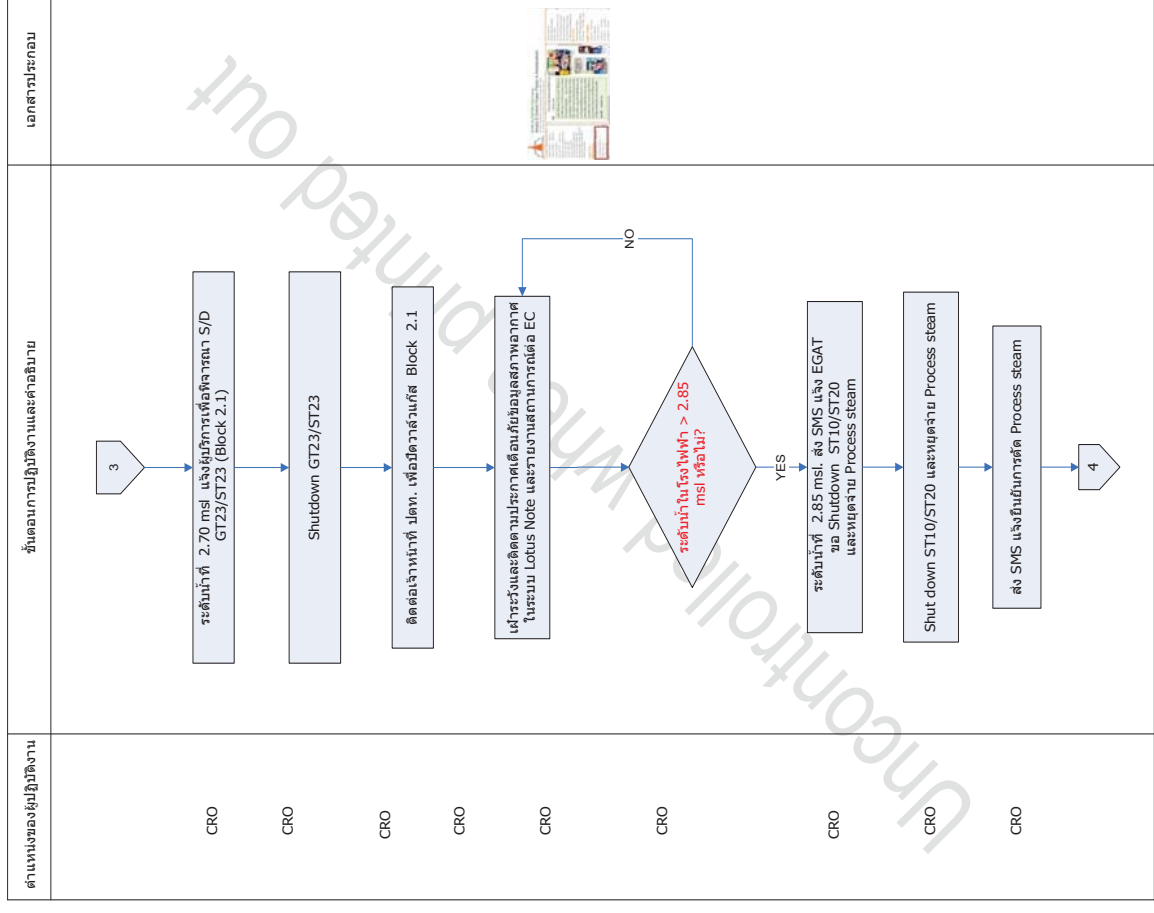 ตำแหน่งของผู้ปฏิบัติงาน
ขั้นตอนการปฏิบัติงานและคำอธิบาย
เอกสารประกอบ
3
CRO
ระดับน้ำที่ 2.70 msl แจ้งผู้บริการเพื่อพิจารณา S/D
GT23/ST23 (Block 2.1)
CRO
Shutdown GT23/ST23
CRO
ติดต่อเจ้าหน้าที่ ปตท. เพื่อปิดวาล์วแก๊ส Block 2.1
CRO
CRO
เฝ้าระวังและติดตามประกาศเตือนภัยข้อมูลสภาพอากาศ
ในระบบ Lotus Note และรายงานสถานการณ์ต่อ EC
CRO
ระดับน้ำในโรงไฟฟ้า > 2.85
msl หรือไม่?
NO
YES
CRO
ระดับน้ำที่ 2.85 msl. ส่ง SMS แจ้ง EGAT
ขอ Shutdown ST10/ST20
และหยุดจ่าย Process steam
CRO
Shut down ST10/ST20 และหยุดจ่าย Process steam
CRO
ส่ง SMS แจ้งยืนยันการตัด Process steam
4
Uncontrolled when printed out